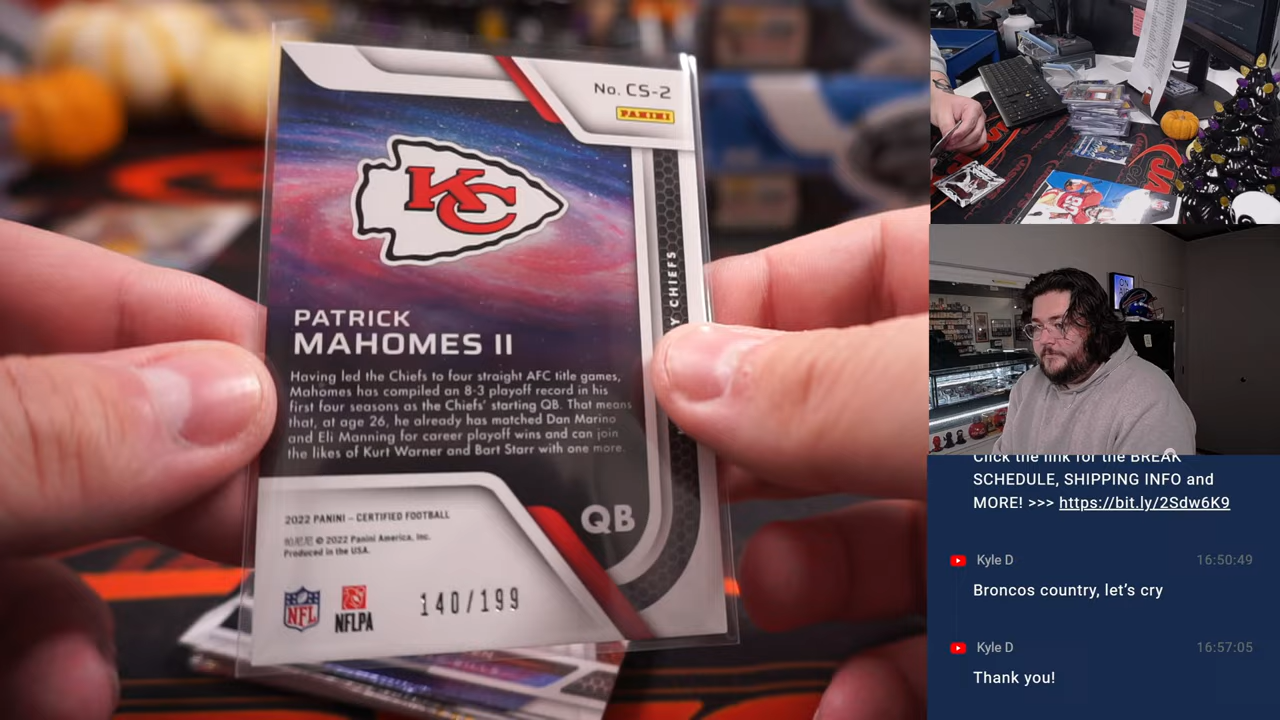 No. CS-2
PANINI
KC
Y CHIEFS
PATRICK
MAHOMES II
Having led the Chiefs to four straight AFC title games,
Mahomes has compiled an 8-3 playoff record in his
first four seasons as the Chiefs' starting QB. That means
that, at age 26, he already has matched Dan Marino
and Eli Manning for career playoff wins and can join
the likes of Kurt Warner and Bart Starr with one more.
QB
2022 PANINI – CERTIFIED FOOTBALL
帕尼尼 © 2022 Panini America, Inc.
Produced in the USA.
NFL
NFLPA
140/199
Click the link for the BREAK
SCHEDULE, SHIPPING INFO and
MORE! >>> https://bit.ly/2Sdw6K9
Kyle D 16:50:49
Broncos country, let's cry
Kyle D 16:57:05
Thank you!